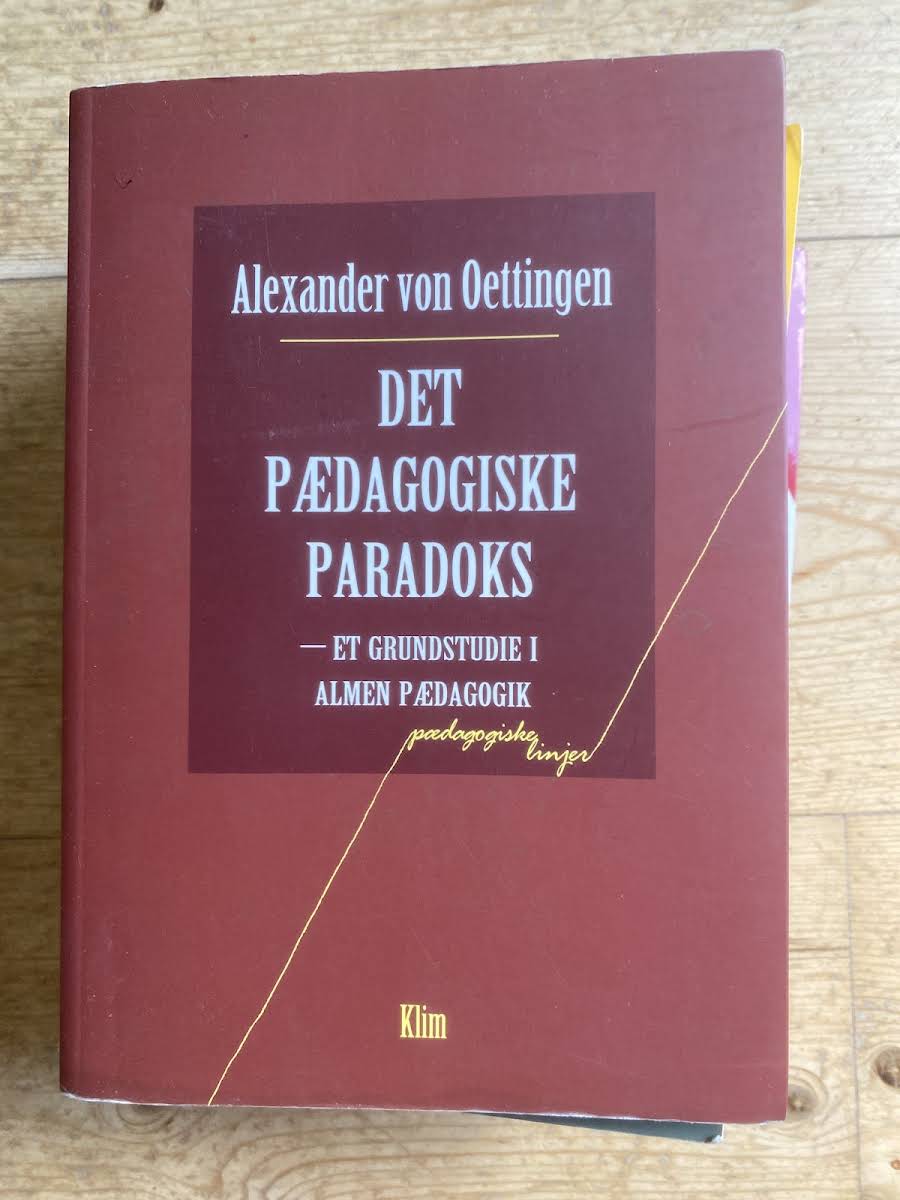 Alexander von Oettingen
DET
PÆDAGOGISKE
PARADOKS
— ET GRUNDSTUDIE I
ALMEN PÆDAGOGIK
pædagogiske
linjer
Klim